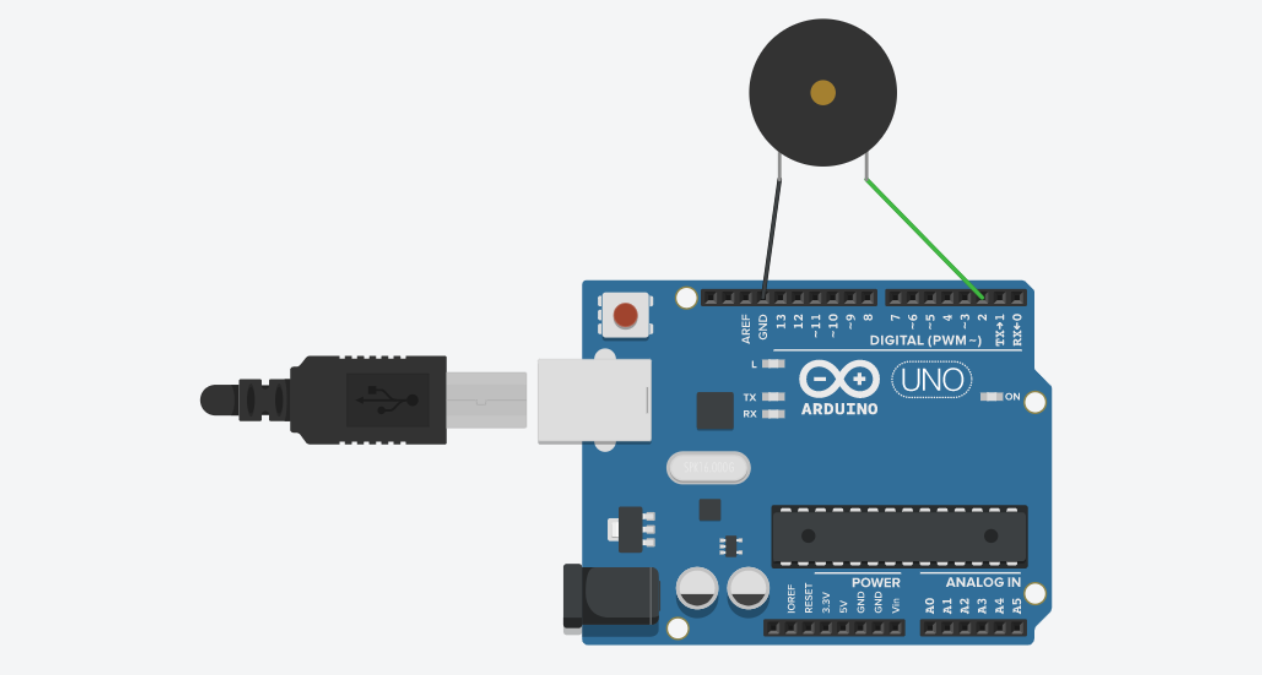 AREF
GND
13
12
~11
~10
~9
8
7
~6
~5
4
~3
2
TX→1
RX←0
DIGITAL (PWM~)
L
TX
RX
UNO
ON
ARDUINO
POWER
ANALOG IN
IOREF
RESET
3.3V
5V
GND
GND
Vin
A0
A1
A2
A3
A4
A5